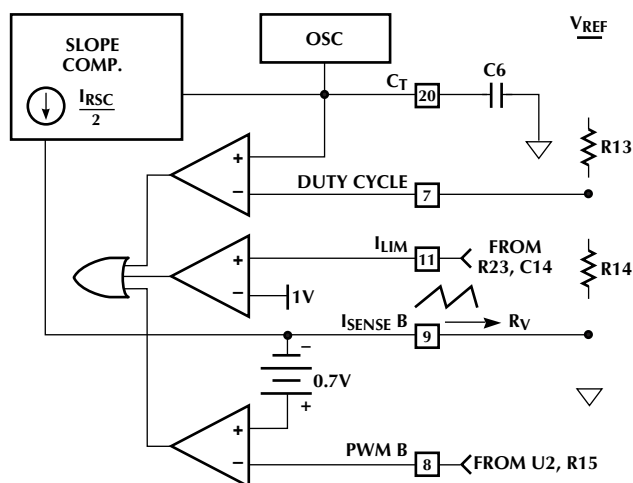 SLOPE
COMP.
I_RSC
2
OSC
V_REF
C_T
20
C6
R13
+
−
DUTY CYCLE
7
+
−
I_LIM
11
FROM
R23, C14
R14
1V
I_SENSE B
9
R_V
−
0.7V
+
+
−
PWM B
8
FROM U2, R15